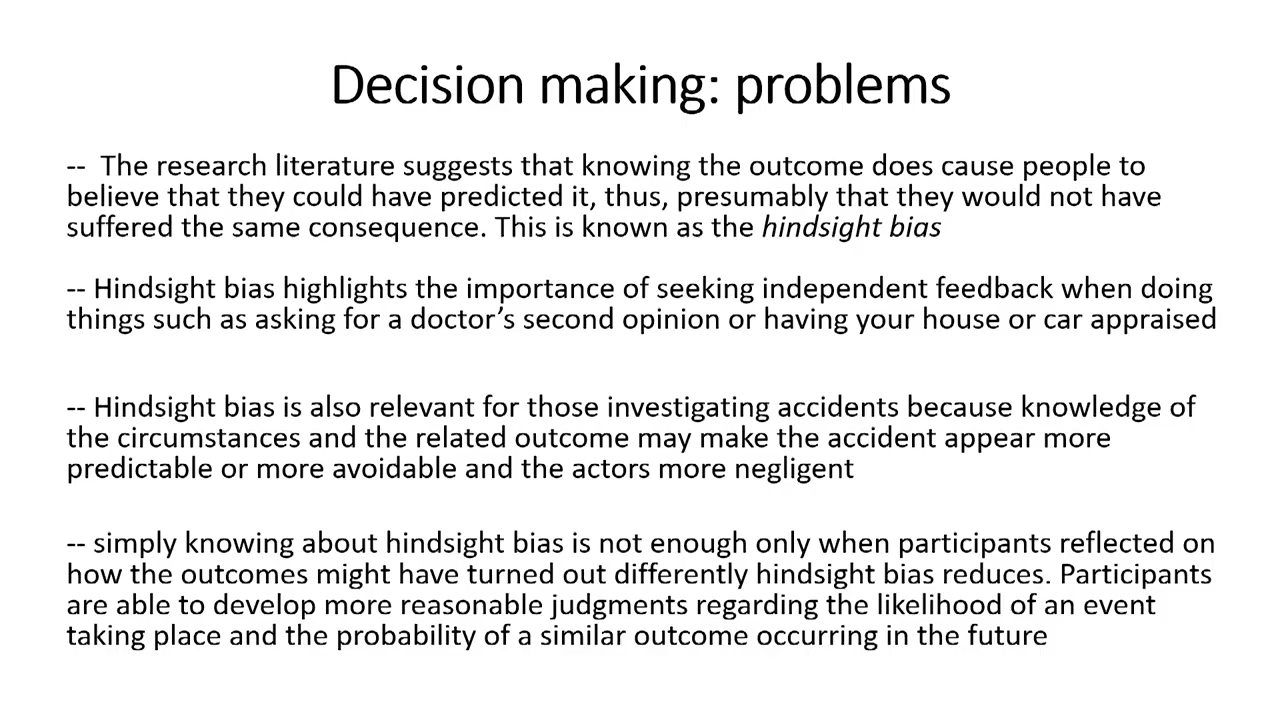 Decision making: problems
-- The research literature suggests that knowing the outcome does cause people to
believe that they could have predicted it, thus, presumably that they would not have
suffered the same consequence. This is known as the hindsight bias
-- Hindsight bias highlights the importance of seeking independent feedback when doing
things such as asking for a doctor’s second opinion or having your house or car appraised
-- Hindsight bias is also relevant for those investigating accidents because knowledge of
the circumstances and the related outcome may make the accident appear more
predictable or more avoidable and the actors more negligent
-- simply knowing about hindsight bias is not enough only when participants reflected on
how the outcomes might have turned out differently hindsight bias reduces. Participants
are able to develop more reasonable judgments regarding the likelihood of an event
taking place and the probability of a similar outcome occurring in the future